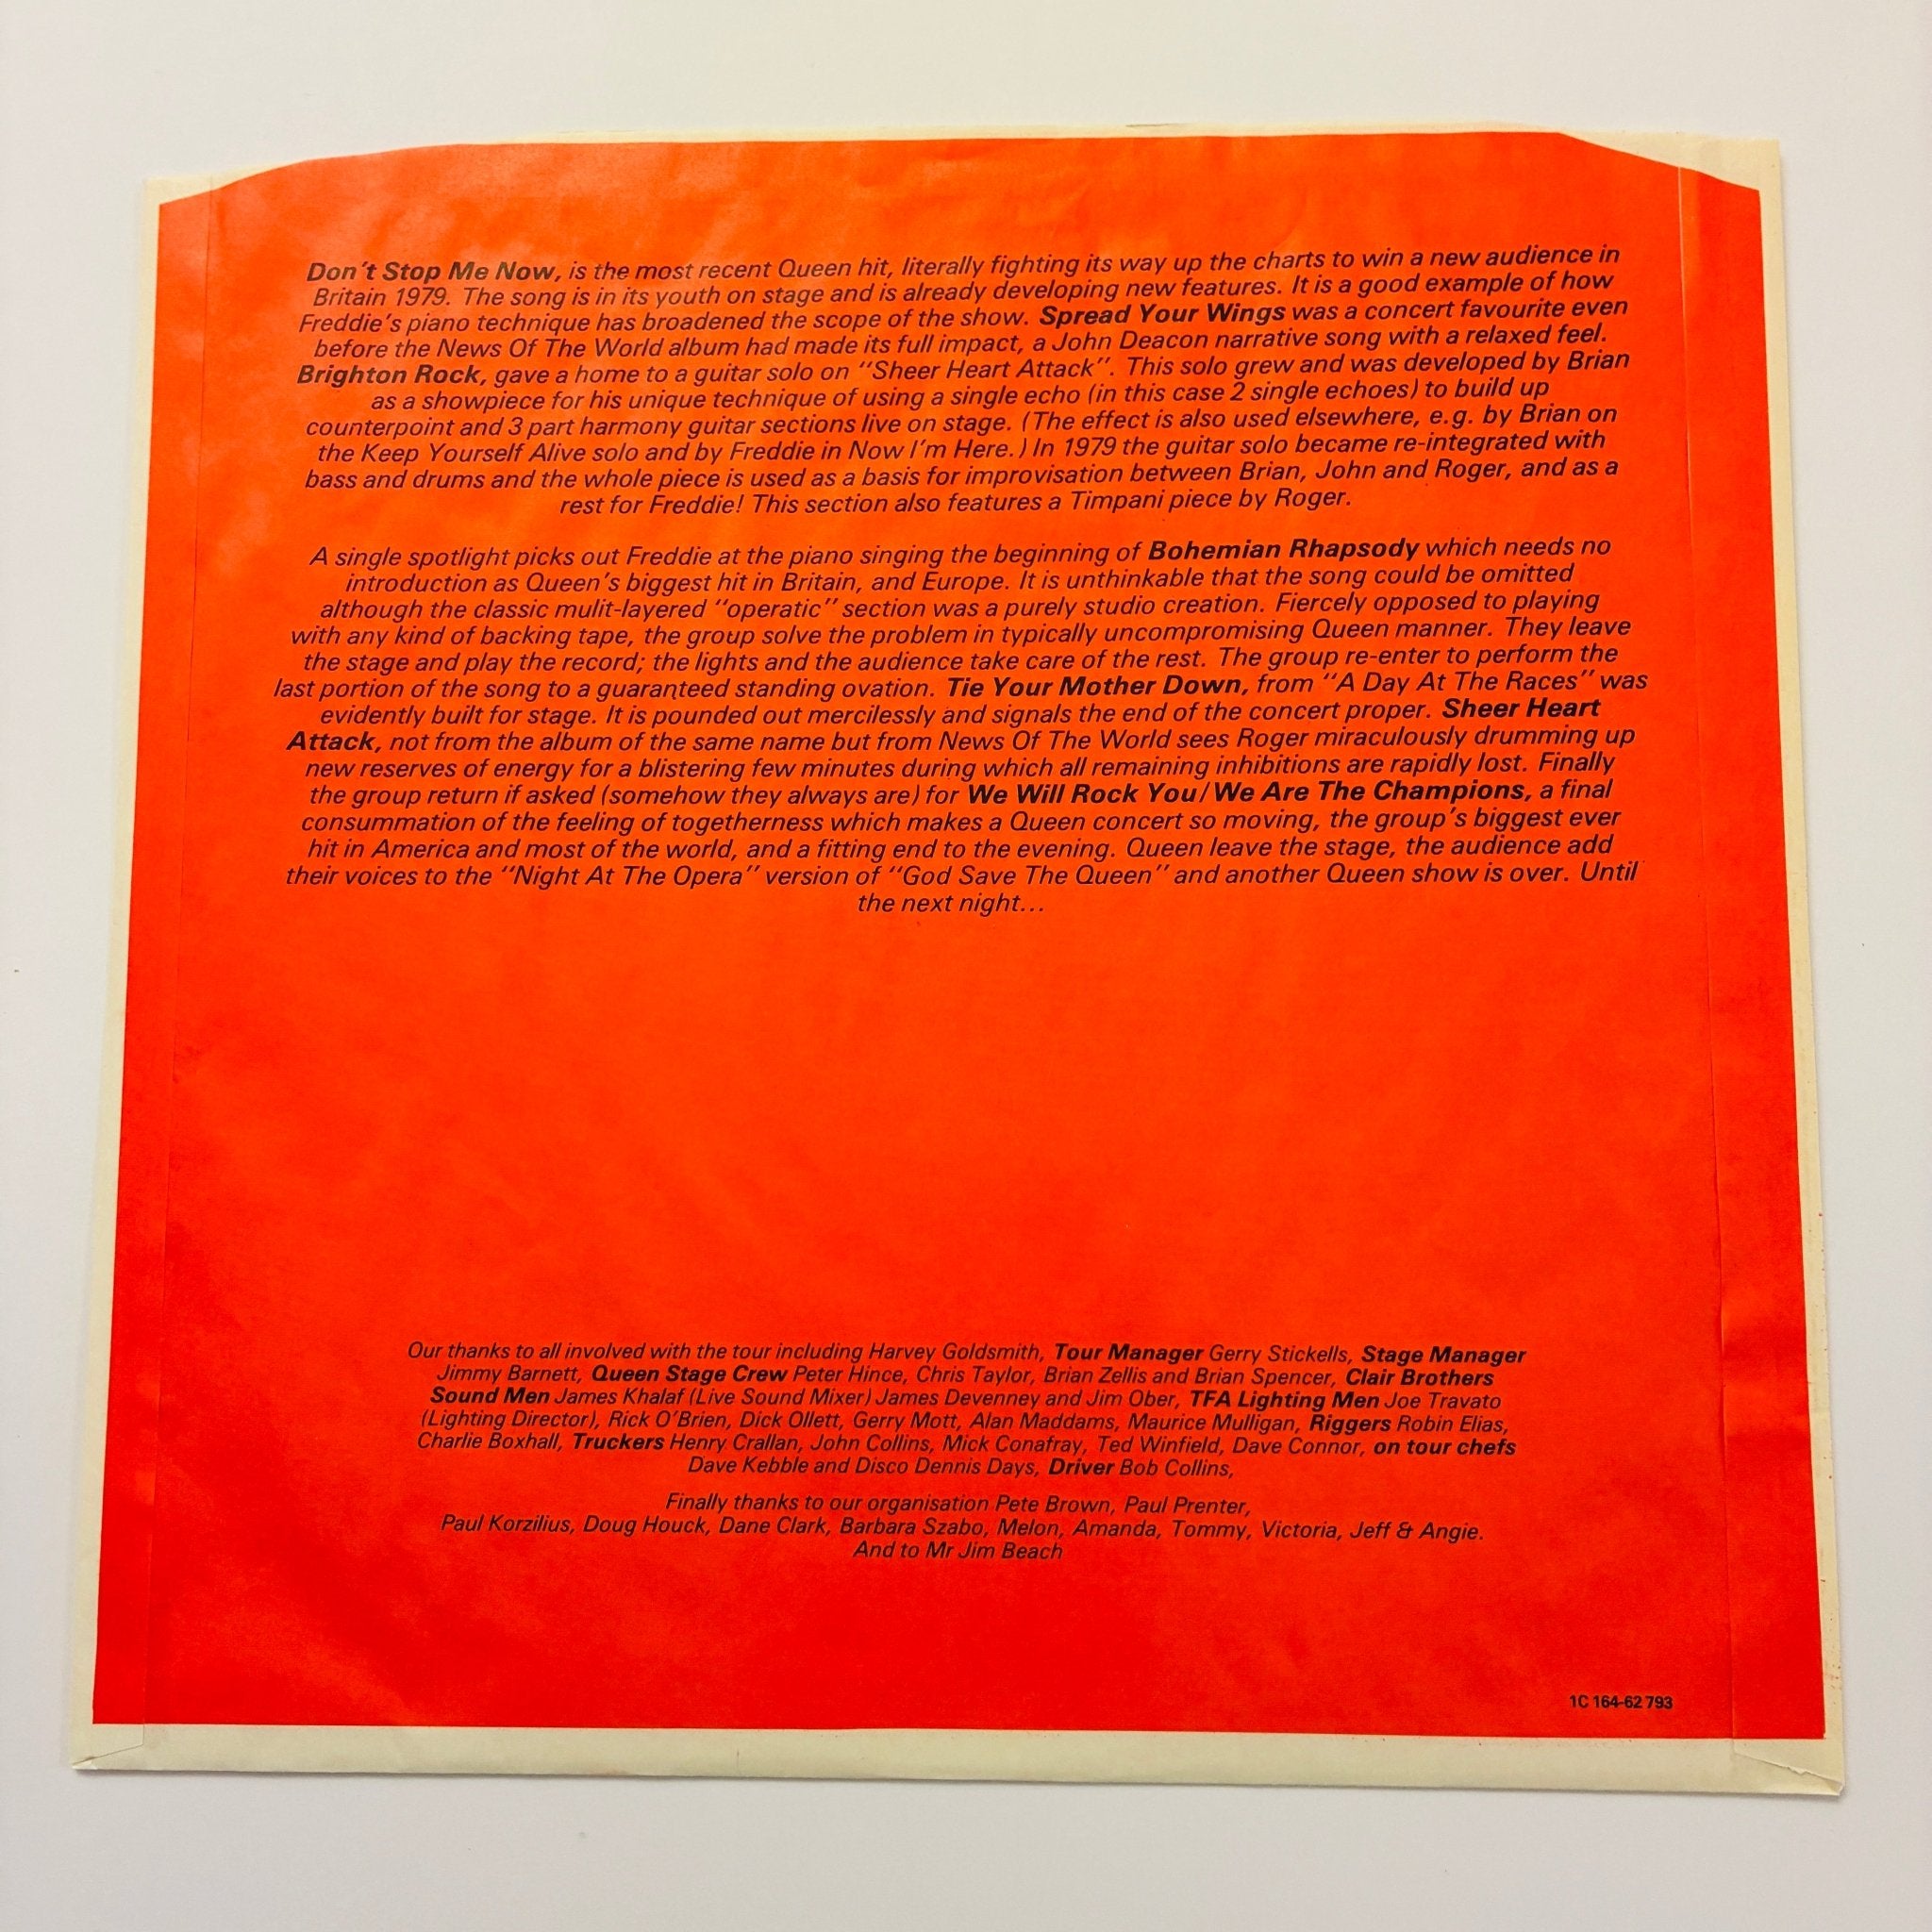 Don't Stop Me Now, is the most recent Queen hit, literally fighting its way up the charts to win a new audience in
Britain 1979. The song is in its youth on stage and is already developing new features. It is a good example of how
Freddie's piano technique has broadened the scope of the show. Spread Your Wings was a concert favourite even
before the News Of The World album had made its full impact, a John Deacon narrative song with a relaxed feel.
Brighton Rock, gave a home to a guitar solo on "Sheer Heart Attack". This solo grew and was developed by Brian
as a showpiece for his unique technique of using a single echo (in this case 2 single echoes) to build up
counterpoint and 3 part harmony guitar sections live on stage. (The effect is also used elsewhere, e.g. by Brian on
the Keep Yourself Alive solo and by Freddie in Now I'm Here.) In 1979 the guitar solo became re-integrated with
bass and drums and the whole piece is used as a basis for improvisation between Brian, John and Roger, and as a
rest for Freddie! This section also features a Timpani piece by Roger.
A single spotlight picks out Freddie at the piano singing the beginning of Bohemian Rhapsody which needs no
introduction as Queen's biggest hit in Britain, and Europe. It is unthinkable that the song could be omitted
although the classic mulit-layered "operatic" section was a purely studio creation. Fiercely opposed to playing
with any kind of backing tape, the group solve the problem in typically uncompromising Queen manner. They leave
the stage and play the record; the lights and the audience take care of the rest. The group re-enter to perform the
last portion of the song to a guaranteed standing ovation. Tie Your Mother Down, from "A Day At The Races" was
evidently built for stage. It is pounded out mercilessly and signals the end of the concert proper. Sheer Heart
Attack, not from the album of the same name but from News Of The World sees Roger miraculously drumming up
new reserves of energy for a blistering few minutes during which all remaining inhibitions are rapidly lost. Finally
the group return if asked (somehow they always are) for We Will Rock You/We Are The Champions, a final
consummation of the feeling of togetherness which makes a Queen concert so moving, the group's biggest ever
hit in America and most of the world, and a fitting end to the evening. Queen leave the stage, the audience add
their voices to the "Night At The Opera" version of "God Save The Queen" and another Queen show is over. Until
the next night...
Our thanks to all involved with the tour including Harvey Goldsmith, Tour Manager Gerry Stickells, Stage Manager
Jimmy Barnett, Queen Stage Crew Peter Hince, Chris Taylor, Brian Zellis and Brian Spencer, Clair Brothers
Sound Men James Khalaf (Live Sound Mixer) James Devenney and Jim Ober, TFA Lighting Men Joe Travato
(Lighting Director), Rick O'Brien, Dick Ollett, Gerry Mott, Alan Maddams, Maurice Mulligan, Riggers Robin Elias,
Charlie Boxhall, Truckers Henry Crallan, John Collins, Mick Conafray, Ted Winfield, Dave Connor, on tour chefs
Dave Kebble and Disco Dennis Days, Driver Bob Collins,
Finally thanks to our organisation Pete Brown, Paul Prenter,
Paul Korzilius, Doug Houck, Dane Clark, Barbara Szabo, Melon, Amanda, Tommy, Victoria, Jeff & Angie.
And to Mr Jim Beach
1C 164-62 793